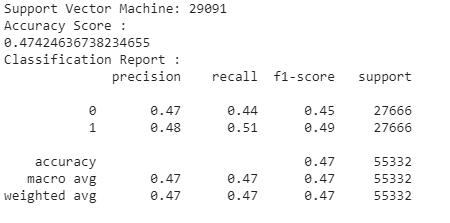 Support Vector Machine: 29091
Accuracy Score :
0.47424636738234655
Classification Report :
precision recall f1-score support
0 0.47 0.44 0.45 27666
1 0.48 0.51 0.49 27666
accuracy 0.47 55332
macro avg 0.47 0.47 0.47 55332
weighted avg 0.47 0.47 0.47 55332